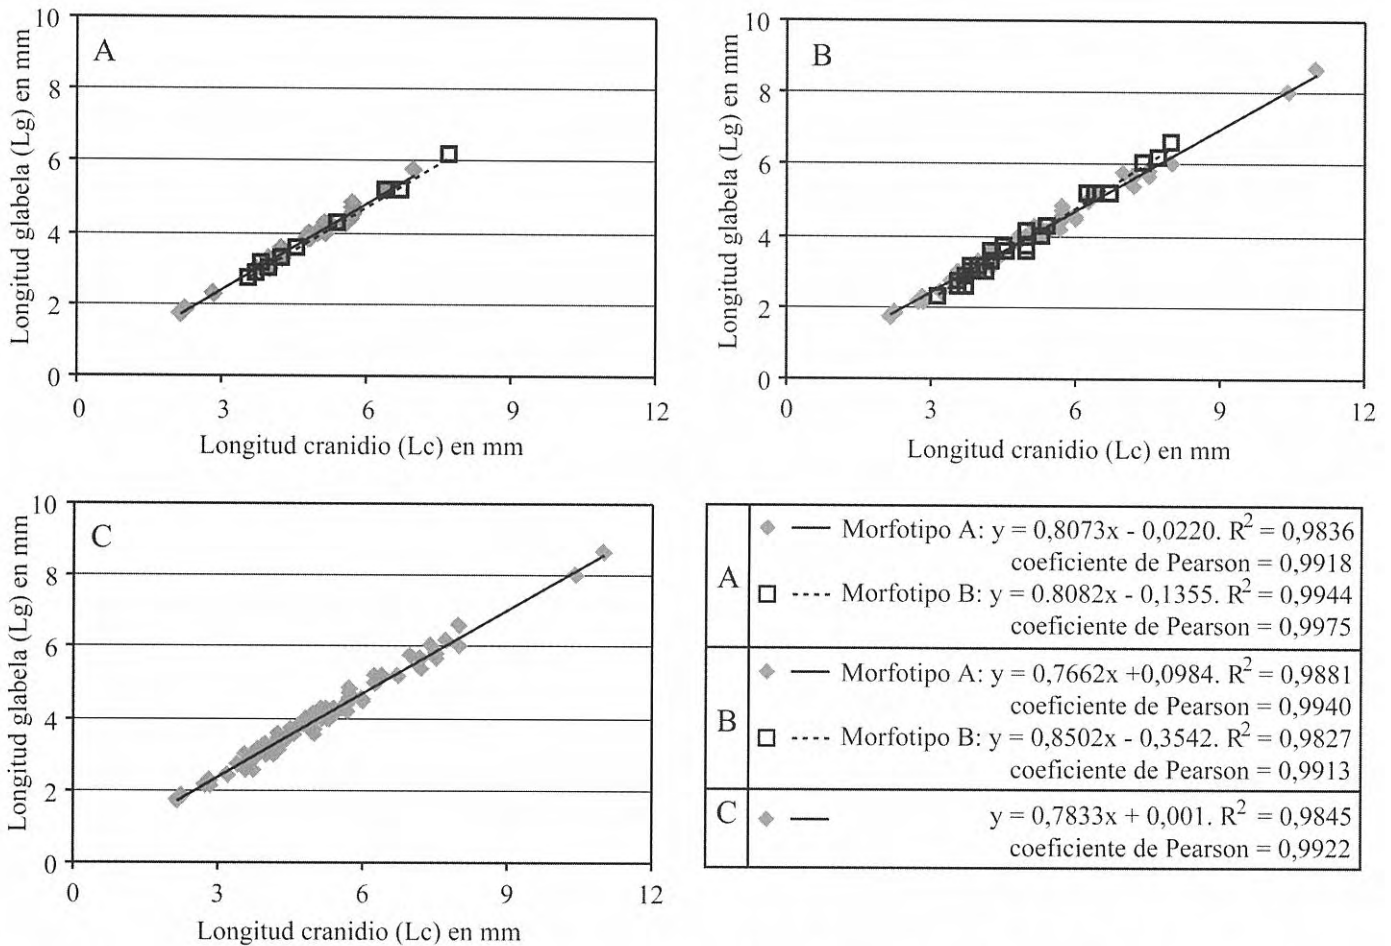 A
Longitud glabela (Lg) en mm
10
8
6
4
2
0
0 3 6 9 12
Longitud cranidio (Lc) en mm
B
Longitud glabela (Lg) en mm
10
8
6
4
2
0
0 3 6 9 12
Longitud cranidio (Lc) en mm
C
Longitud glabela (Lg) en mm
10
8
6
4
2
0
0 3 6 9 12
Longitud cranidio (Lc) en mm
A
Morfotipo A: y = 0,8073x - 0,0220. R² = 0,9836
coeficiente de Pearson = 0,9918
Morfotipo B: y = 0.8082x - 0,1355. R² = 0,9944
coeficiente de Pearson = 0,9975
B
Morfotipo A: y = 0,7662x +0,0984. R² = 0,9881
coeficiente de Pearson = 0,9940
Morfotipo B: y = 0,8502x - 0,3542. R² = 0,9827
coeficiente de Pearson = 0,9913
C
y = 0,7833x + 0,001. R² = 0,9845
coeficiente de Pearson = 0,9922